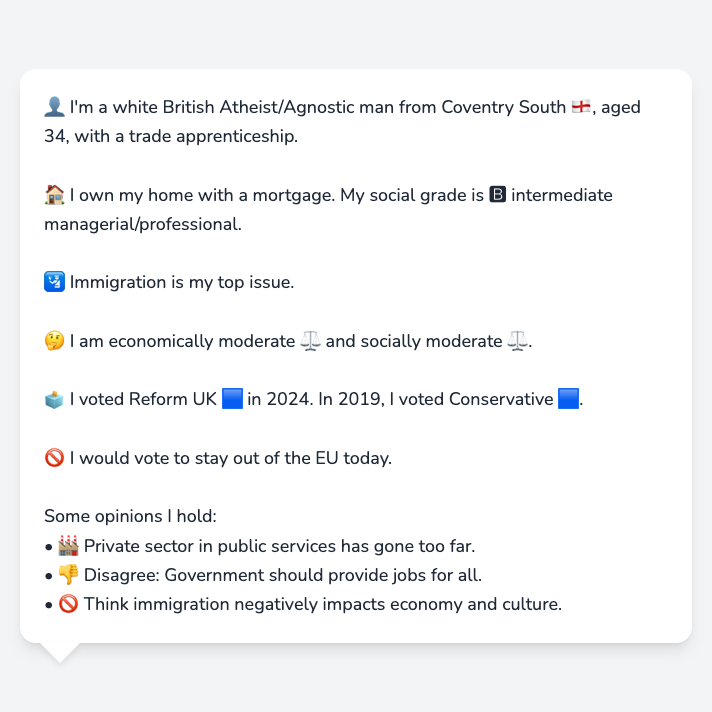 👤 I'm a white British Atheist/Agnostic man from Coventry South 🏴󠁧󠁢󠁥󠁮󠁧󠁿, aged
34, with a trade apprenticeship.
🏠 I own my home with a mortgage. My social grade is 🅱 intermediate
managerial/professional.
🛂 Immigration is my top issue.
🤔 I am economically moderate ⚖️ and socially moderate ⚖️.
🗳️ I voted Reform UK 🟦 in 2024. In 2019, I voted Conservative 🟦.
🚫 I would vote to stay out of the EU today.
Some opinions I hold:
• 🏭 Private sector in public services has gone too far.
• 👎 Disagree: Government should provide jobs for all.
• 🚫 Think immigration negatively impacts economy and culture.